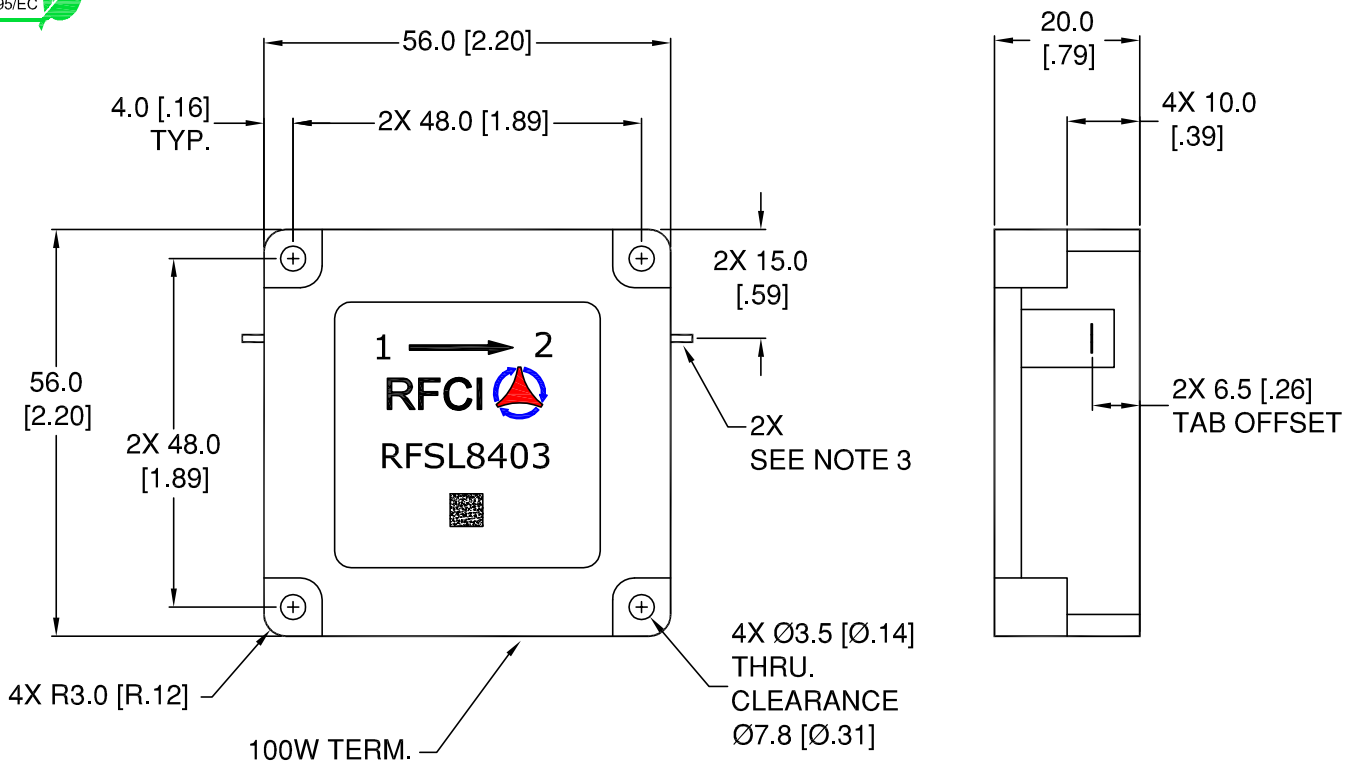 95/EC
56.0 [2.20]
4.0 [.16]
TYP.
2X 48.0 [1.89]
20.0
[.79]
4X 10.0
[.39]
2X 15.0
[.59]
56.0
[2.20]
2X 48.0
[1.89]
1 2
RFCI
RFSL8403
2X
SEE NOTE 3
2X 6.5 [.26]
TAB OFFSET
4X R3.0 [R.12]
100W TERM.
4X Ø3.5 [Ø.14]
THRU.
CLEARANCE
Ø7.8 [Ø.31]